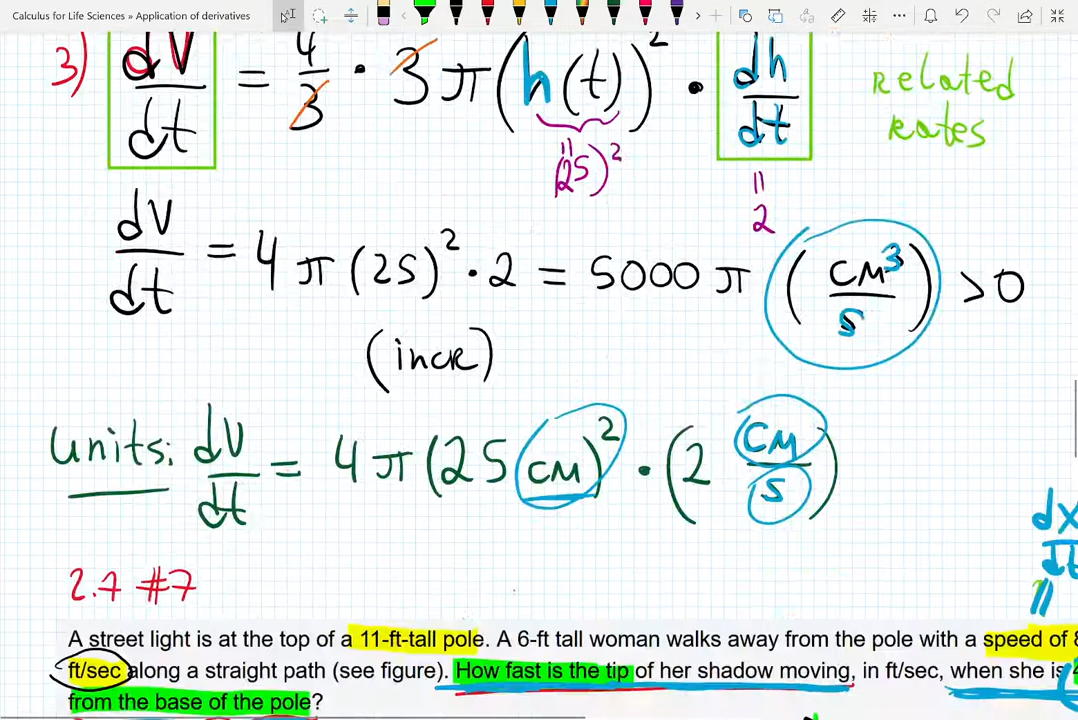 Calculus for Life Sciences » Application of derivatives
3) dV/dt = 4/3 · 3π(h(t))² · dh/dt
related
rates
"(25)²
"2
dV/dt = 4π(25)²·2 = 5000π (cm³/s) >0
(incr)
Units: dV/dt = 4π(25 cm)² · (2 cm/s)
dx/dt
2.7 #7
A street light is at the top of a 11-ft-tall pole. A 6-ft tall woman walks away from the pole with a speed of
ft/sec along a straight path (see figure). How fast is the tip of her shadow moving, in ft/sec, when she is
from the base of the pole?